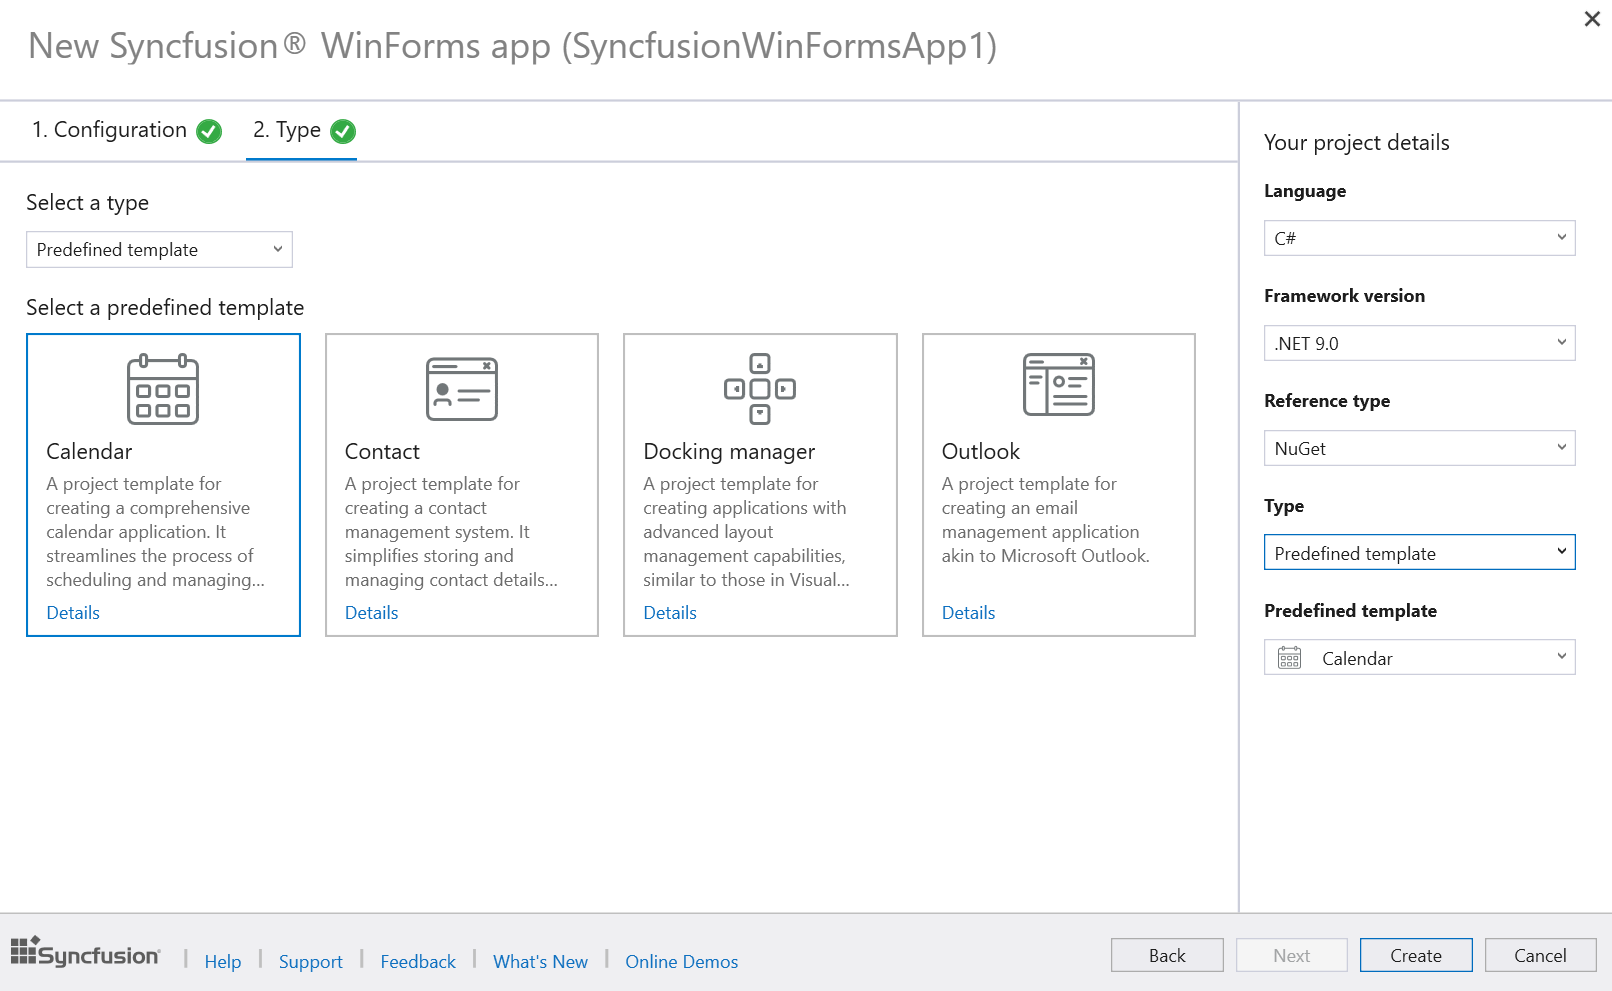 New Syncfusion® WinForms app (SyncfusionWinFormsApp1)
1. Configuration
2. Type
Select a type
Predefined template
Select a predefined template
Calendar
A project template for
creating a comprehensive
calendar application. It
streamlines the process of
scheduling and managing...
Details
Contact
A project template for
creating a contact
management system. It
simplifies storing and
managing contact details...
Details
Docking manager
A project template for
creating applications with
advanced layout
management capabilities,
similar to those in Visual...
Details
Outlook
A project template for
creating an email
management application
akin to Microsoft Outlook.
Details
Your project details
Language
C#
Framework version
.NET 9.0
Reference type
NuGet
Type
Predefined template
Predefined template
Calendar
Syncfusion®
Help
Support
Feedback
What's New
Online Demos
Back
Next
Create
Cancel